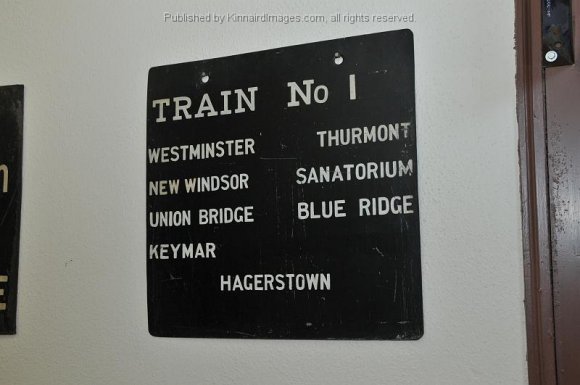 Published by KinnairdImages.com, all rights reserved.
TRAIN No 1
WESTMINSTER THURMONT
NEW WINDSOR SANATORIUM
UNION BRIDGE BLUE RIDGE
KEYMAR
HAGERSTOWN